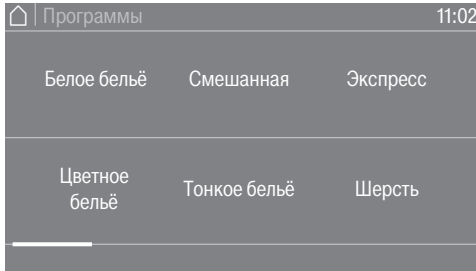 Программы 11:02
Белое бельё Смешанная Экспресс
Цветное
бельё Тонкое бельё Шерсть